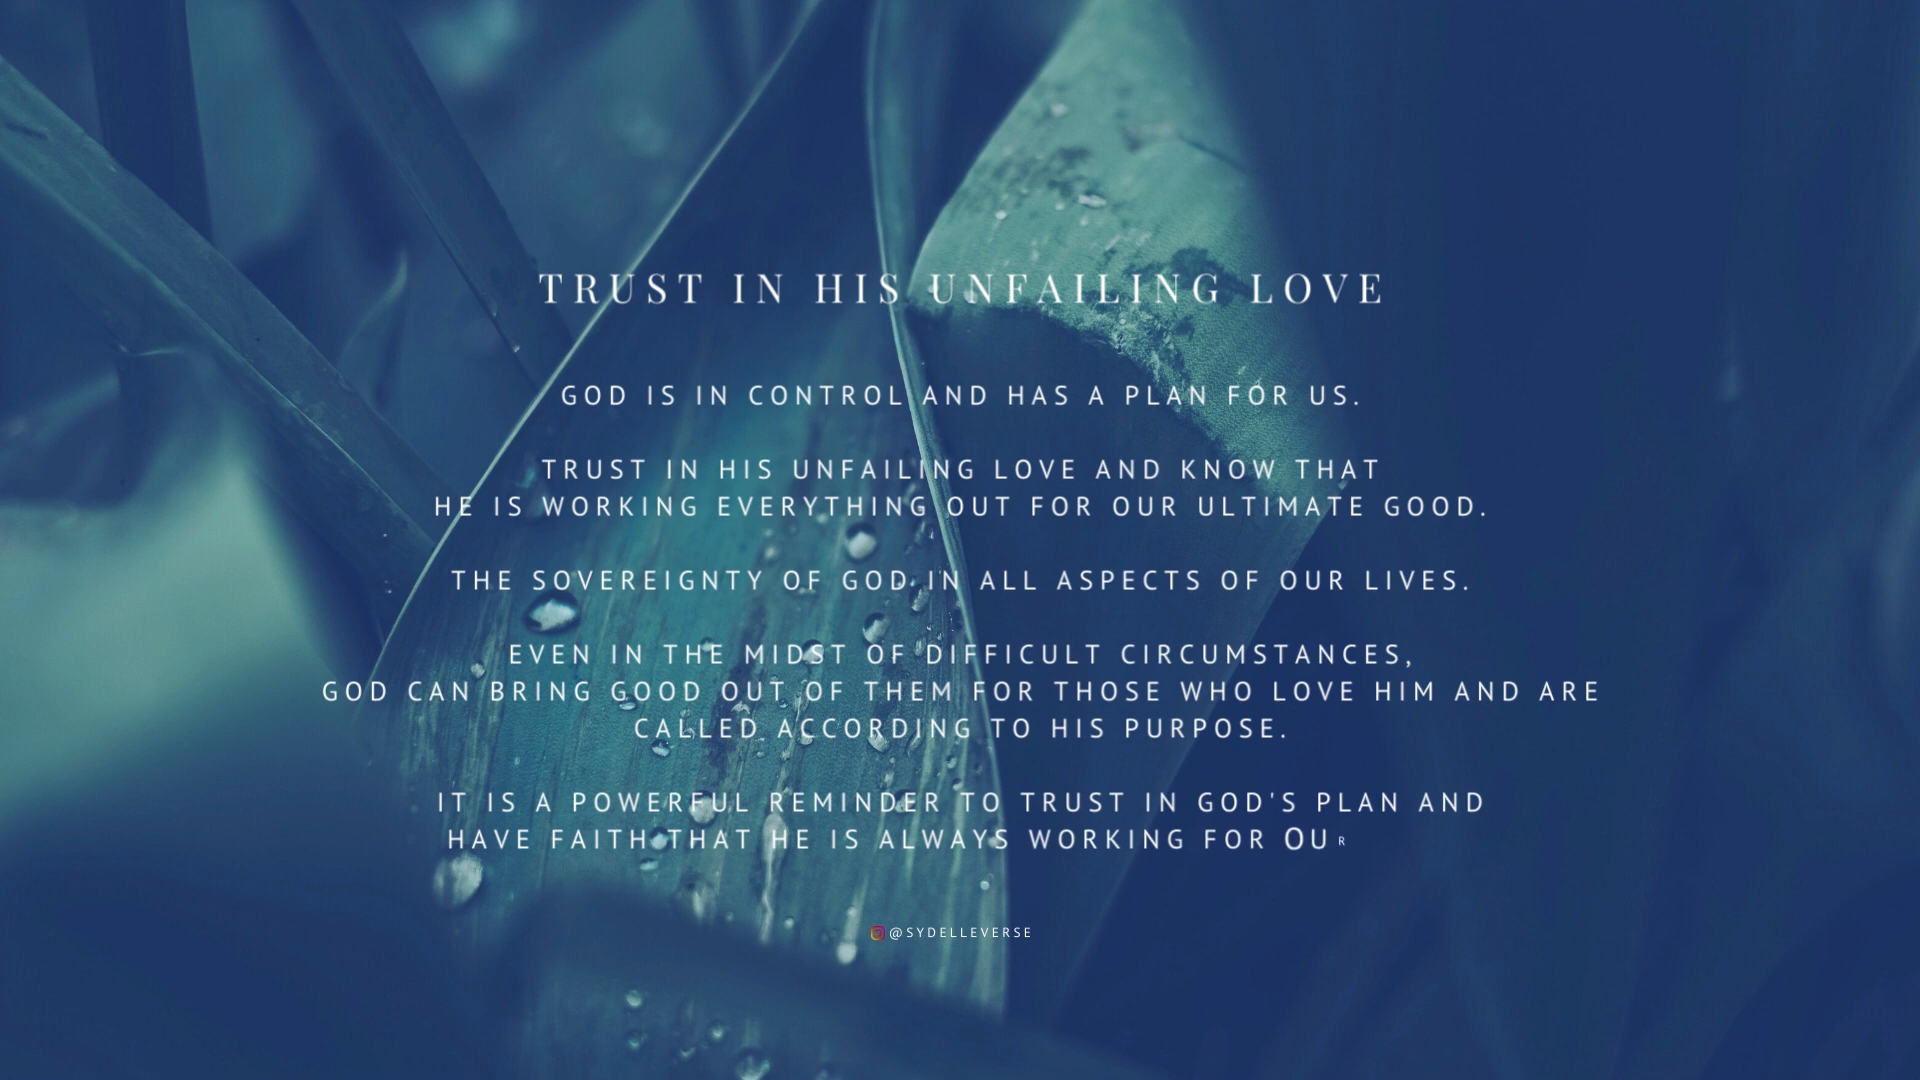 TRUST IN HIS UNFAILING LOVE
GOD IS IN CONTROL AND HAS A PLAN FOR US.
TRUST IN HIS UNFAILING LOVE AND KNOW THAT
HE IS WORKING EVERYTHING OUT FOR OUR ULTIMATE GOOD.
THE SOVEREIGNTY OF GOD IN ALL ASPECTS OF OUR LIVES.
EVEN IN THE MIDST OF DIFFICULT CIRCUMSTANCES,
GOD CAN BRING GOOD OUT OF THEM FOR THOSE WHO LOVE HIM AND ARE
CALLED ACCORDING TO HIS PURPOSE.
IT IS A POWERFUL REMINDER TO TRUST IN GOD'S PLAN AND
HAVE FAITH THAT HE IS ALWAYS WORKING FOR OUR
@SYDELLEVERSE